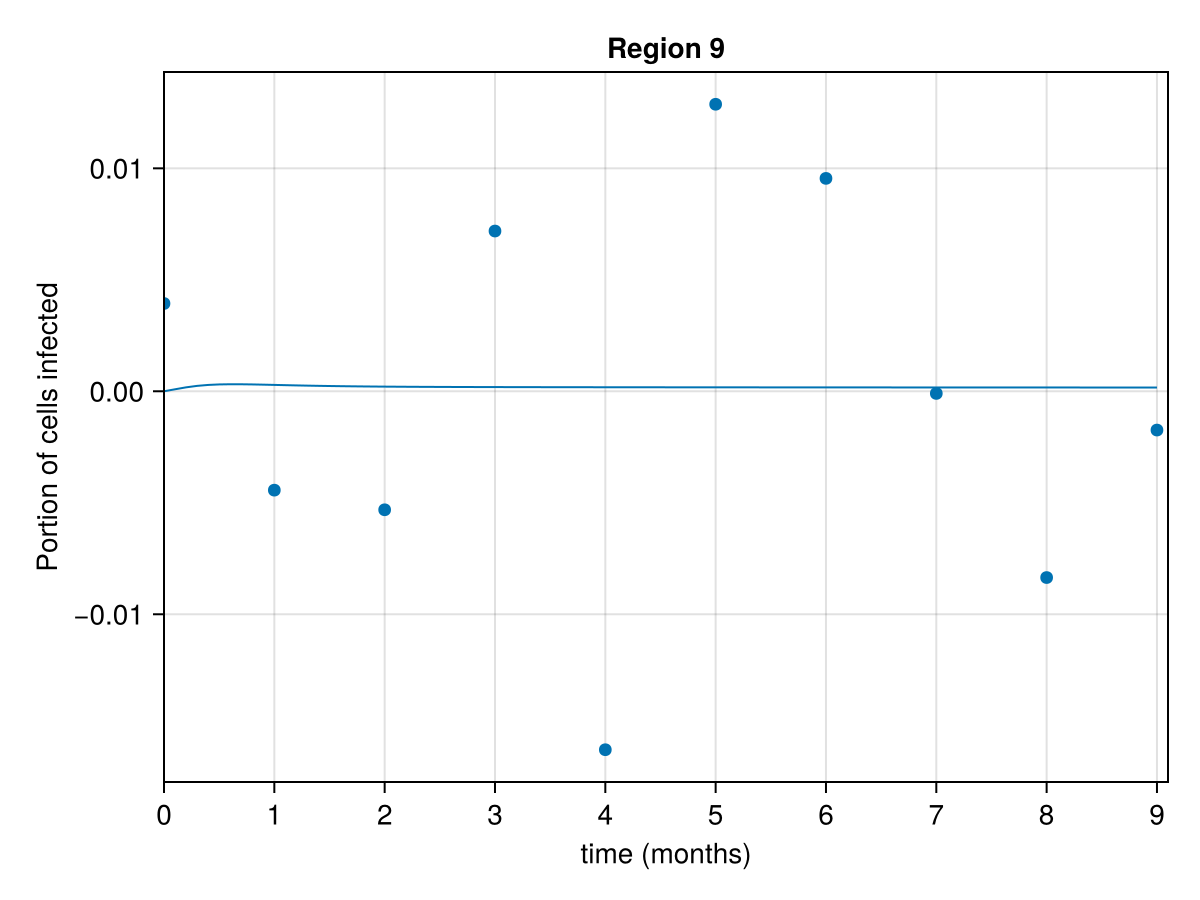 Region 9
Portion of cells infected
0.01
0.00
−0.01
0 1 2 3 4 5 6 7 8 9
time (months)